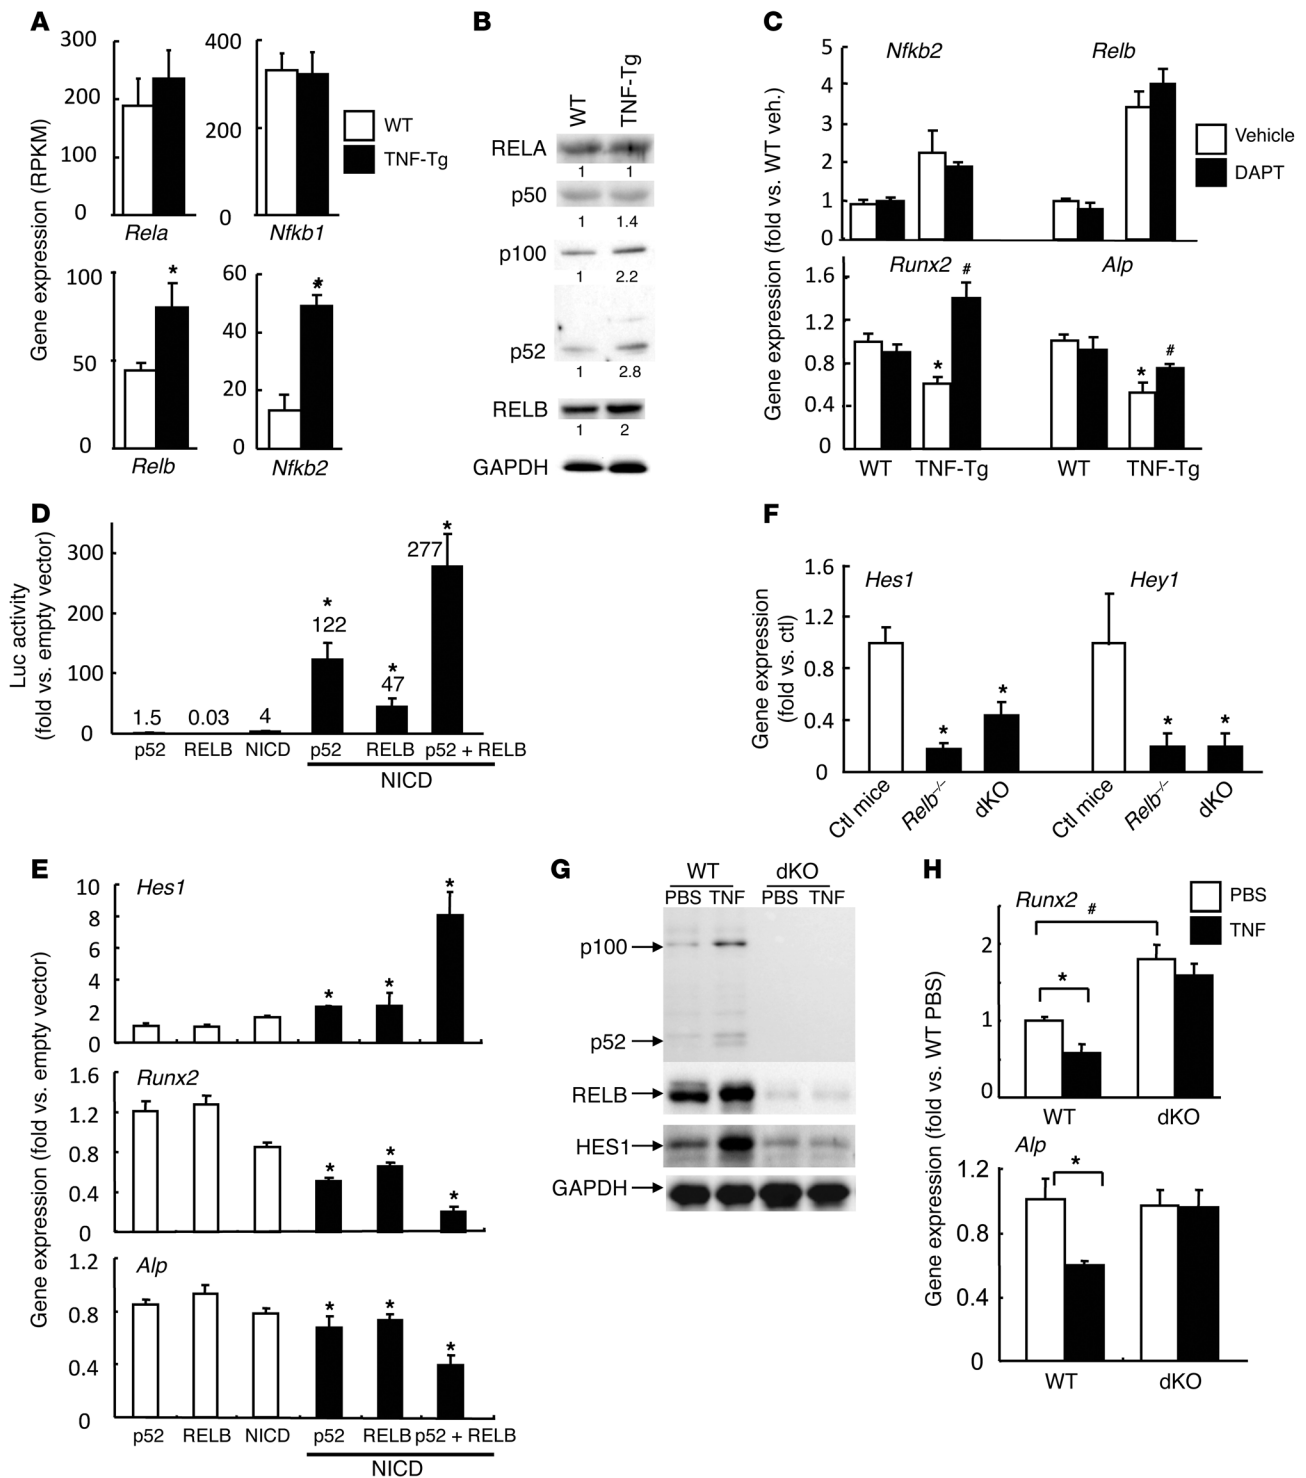 A
Gene expression (RPKM)
300
200
100
0
Rela
400
200
0
Nfkb1
WT
TNF-Tg
100
50
0
*
Relb
60
40
20
0
*
Nfkb2
B
WT
TNF-Tg
RELA
1 1
p50
1 1.4
p100
1 2.2
p52
1 2.8
RELB
1 2
GAPDH
C
Gene expression (fold vs. WT veh.)
5
4
3
2
1
0
Nfkb2
Relb
Vehicle
DAPT
1.6
1.2
0.8
0.4
0
Runx2
Alp
* #
* #
WT TNF-Tg WT TNF-Tg
D
Luc activity
(fold vs. empty vector)
300
200
100
0
1.5 0.03 4
*
122
*
47
*
277
p52 RELB NICD p52 RELB p52 + RELB
NICD
F
Gene expression
(fold vs. ctl)
1.6
1.2
0.8
0.4
0
Hes1
Hey1
* *
* *
Ctl mice Relb–/– dKO Ctl mice Relb–/– dKO
E
Gene expression (fold vs. empty vector)
Hes1
10
8
6
4
2
0
* * *
Runx2
1.6
1.2
0.8
0.4
0
* * *
Alp
1.2
0.8
0.4
0
* * *
p52 RELB NICD p52 RELB p52 + RELB
NICD
G
WT dKO
PBS TNF PBS TNF
p100
p52
RELB
HES1
GAPDH
H
Gene expression (fold vs. WT PBS)
Runx2
PBS
TNF
#
*
2
1
0
WT dKO
Alp
*
1.2
0.8
0.4
0
WT dKO